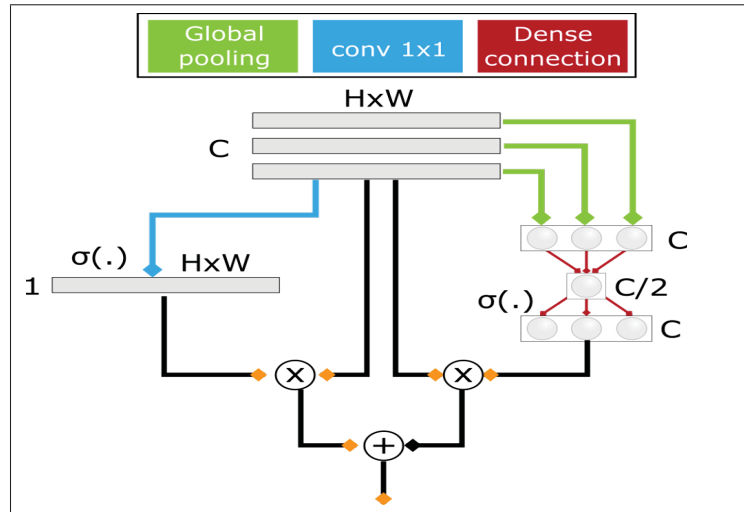 Global
pooling
conv 1x1
Dense
connection
HxW
C
C
σ(.)
HxW
1
C/2
σ(.)
C
x
x
+